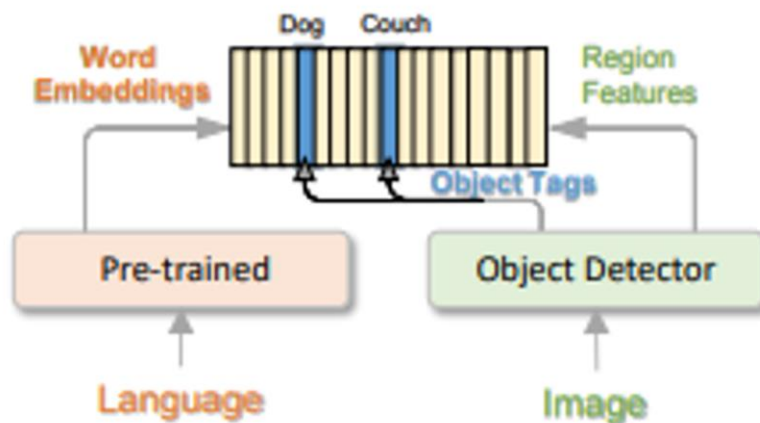 Dog Couch
Word
Embeddings
Region
Features
Object Tags
Pre-trained
Object Detector
Language
Image